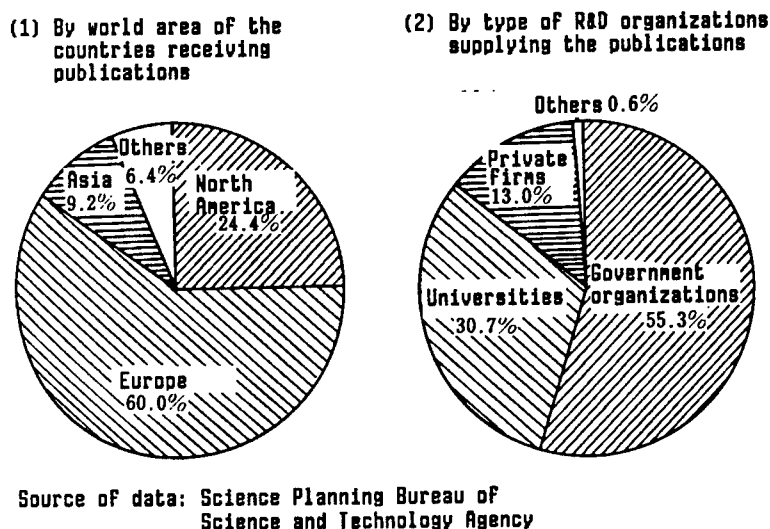 (1) By world area of the
countries receiving
publications
Others
6.4%
Asia
9.2%
North
America
24.4%
Europe
60.0%
(2) By type of R&D organizations
supplying the publications
Others 0.6%
Private
firms
13.0%
Universities
30.7%
Government
organizations
55.3%
Source of data: Science Planning Bureau of
Science and Technology Agency